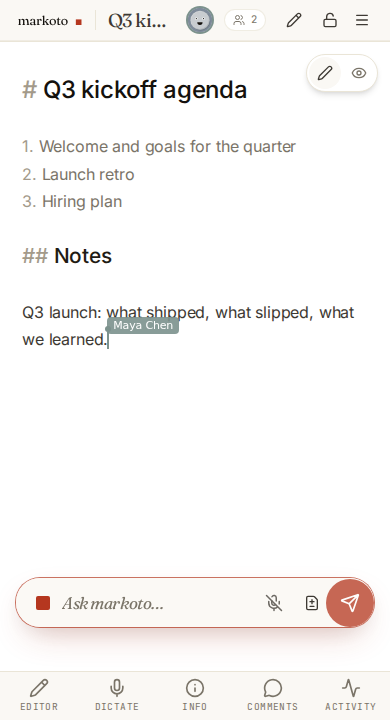 markoto
Q3 ki...
2
# Q3 kickoff agenda
1. Welcome and goals for the quarter
2. Launch retro
3. Hiring plan
## Notes
Q3 launch: what shipped, what slipped, what
we learned.
Maya Chen
Ask markoto...
EDITOR
DICTATE
INFO
COMMENTS
ACTIVITY